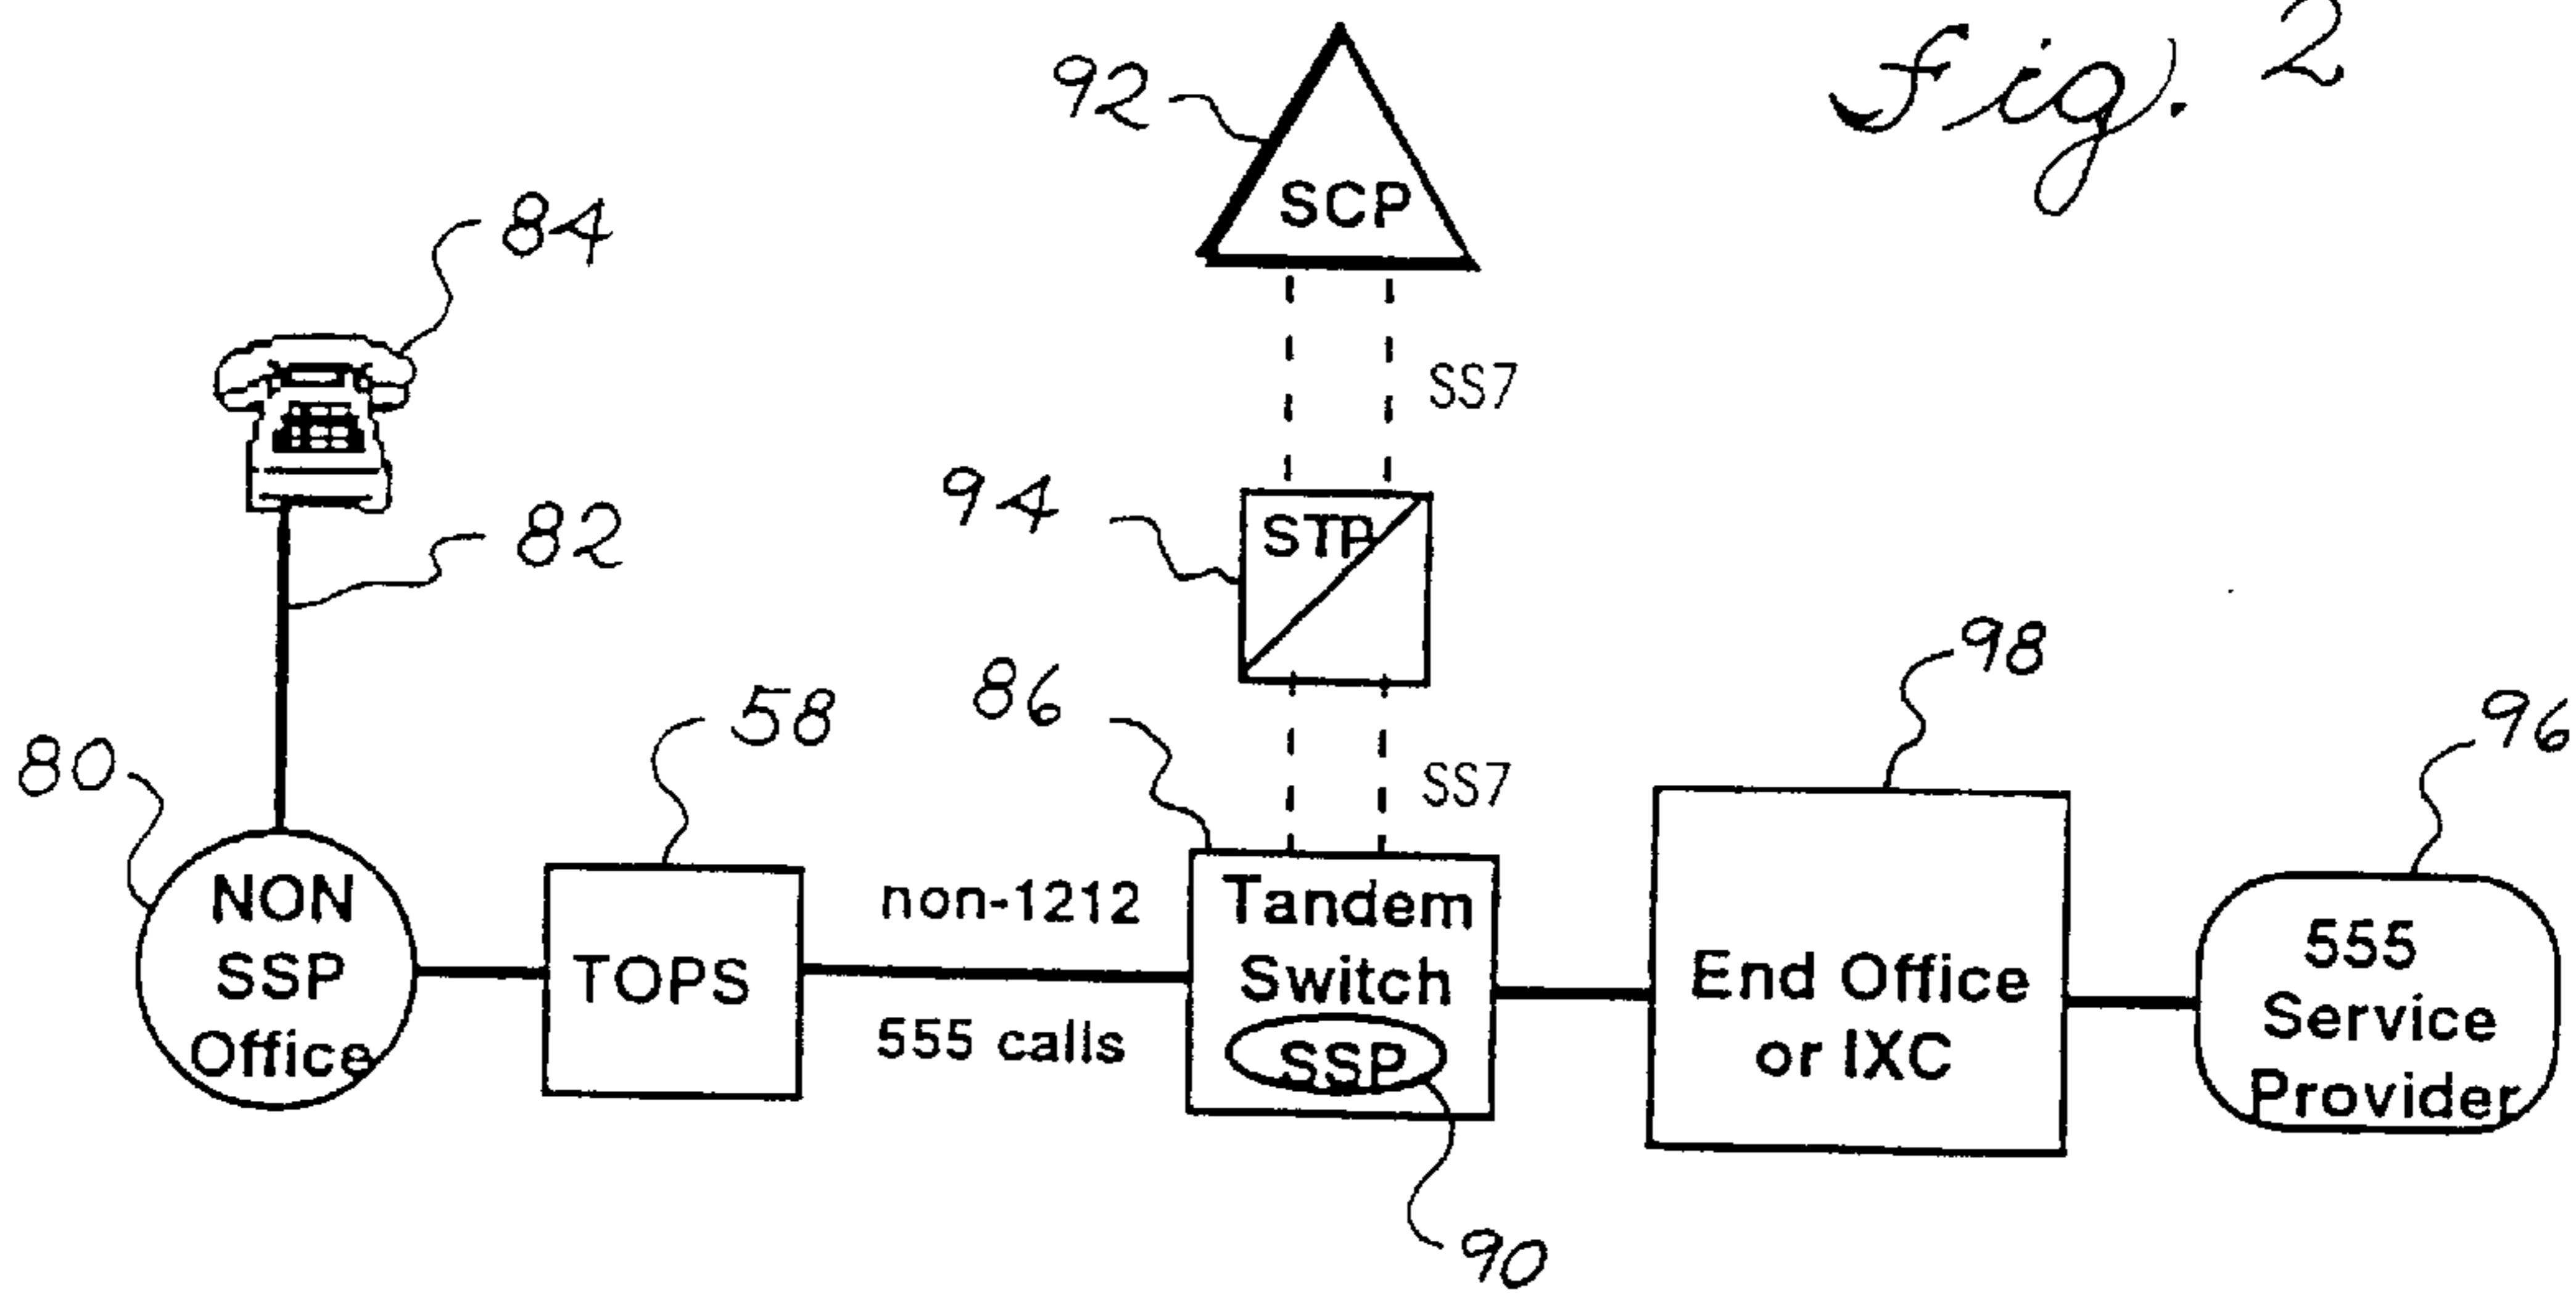 Fig. 2
92
SCP
84
SS7
94
STP
82
98
86
58
96
80
SS7
NON
SSP
Office
TOPS
non-1212
555 calls
Tandem
Switch
SSP
End Office
or IXC
555
Service
Provider
90